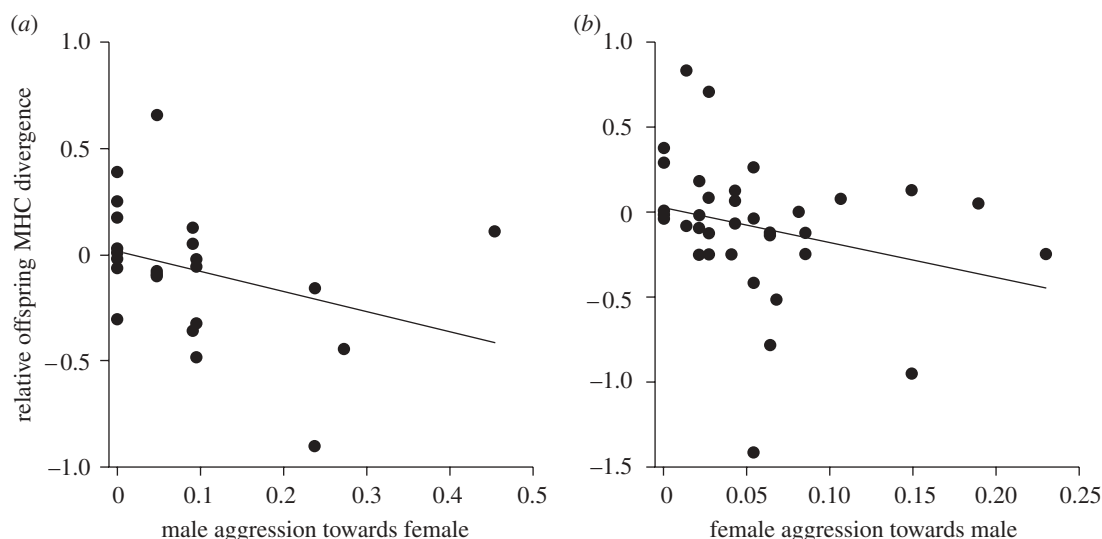 (a)
1.0
0.5
0
–0.5
–1.0
relative offspring MHC divergence
0 0.1 0.2 0.3 0.4 0.5
male aggression towards female
(b)
1.0
0.5
0
–0.5
–1.0
–1.5
0 0.05 0.10 0.15 0.20 0.25
female aggression towards male